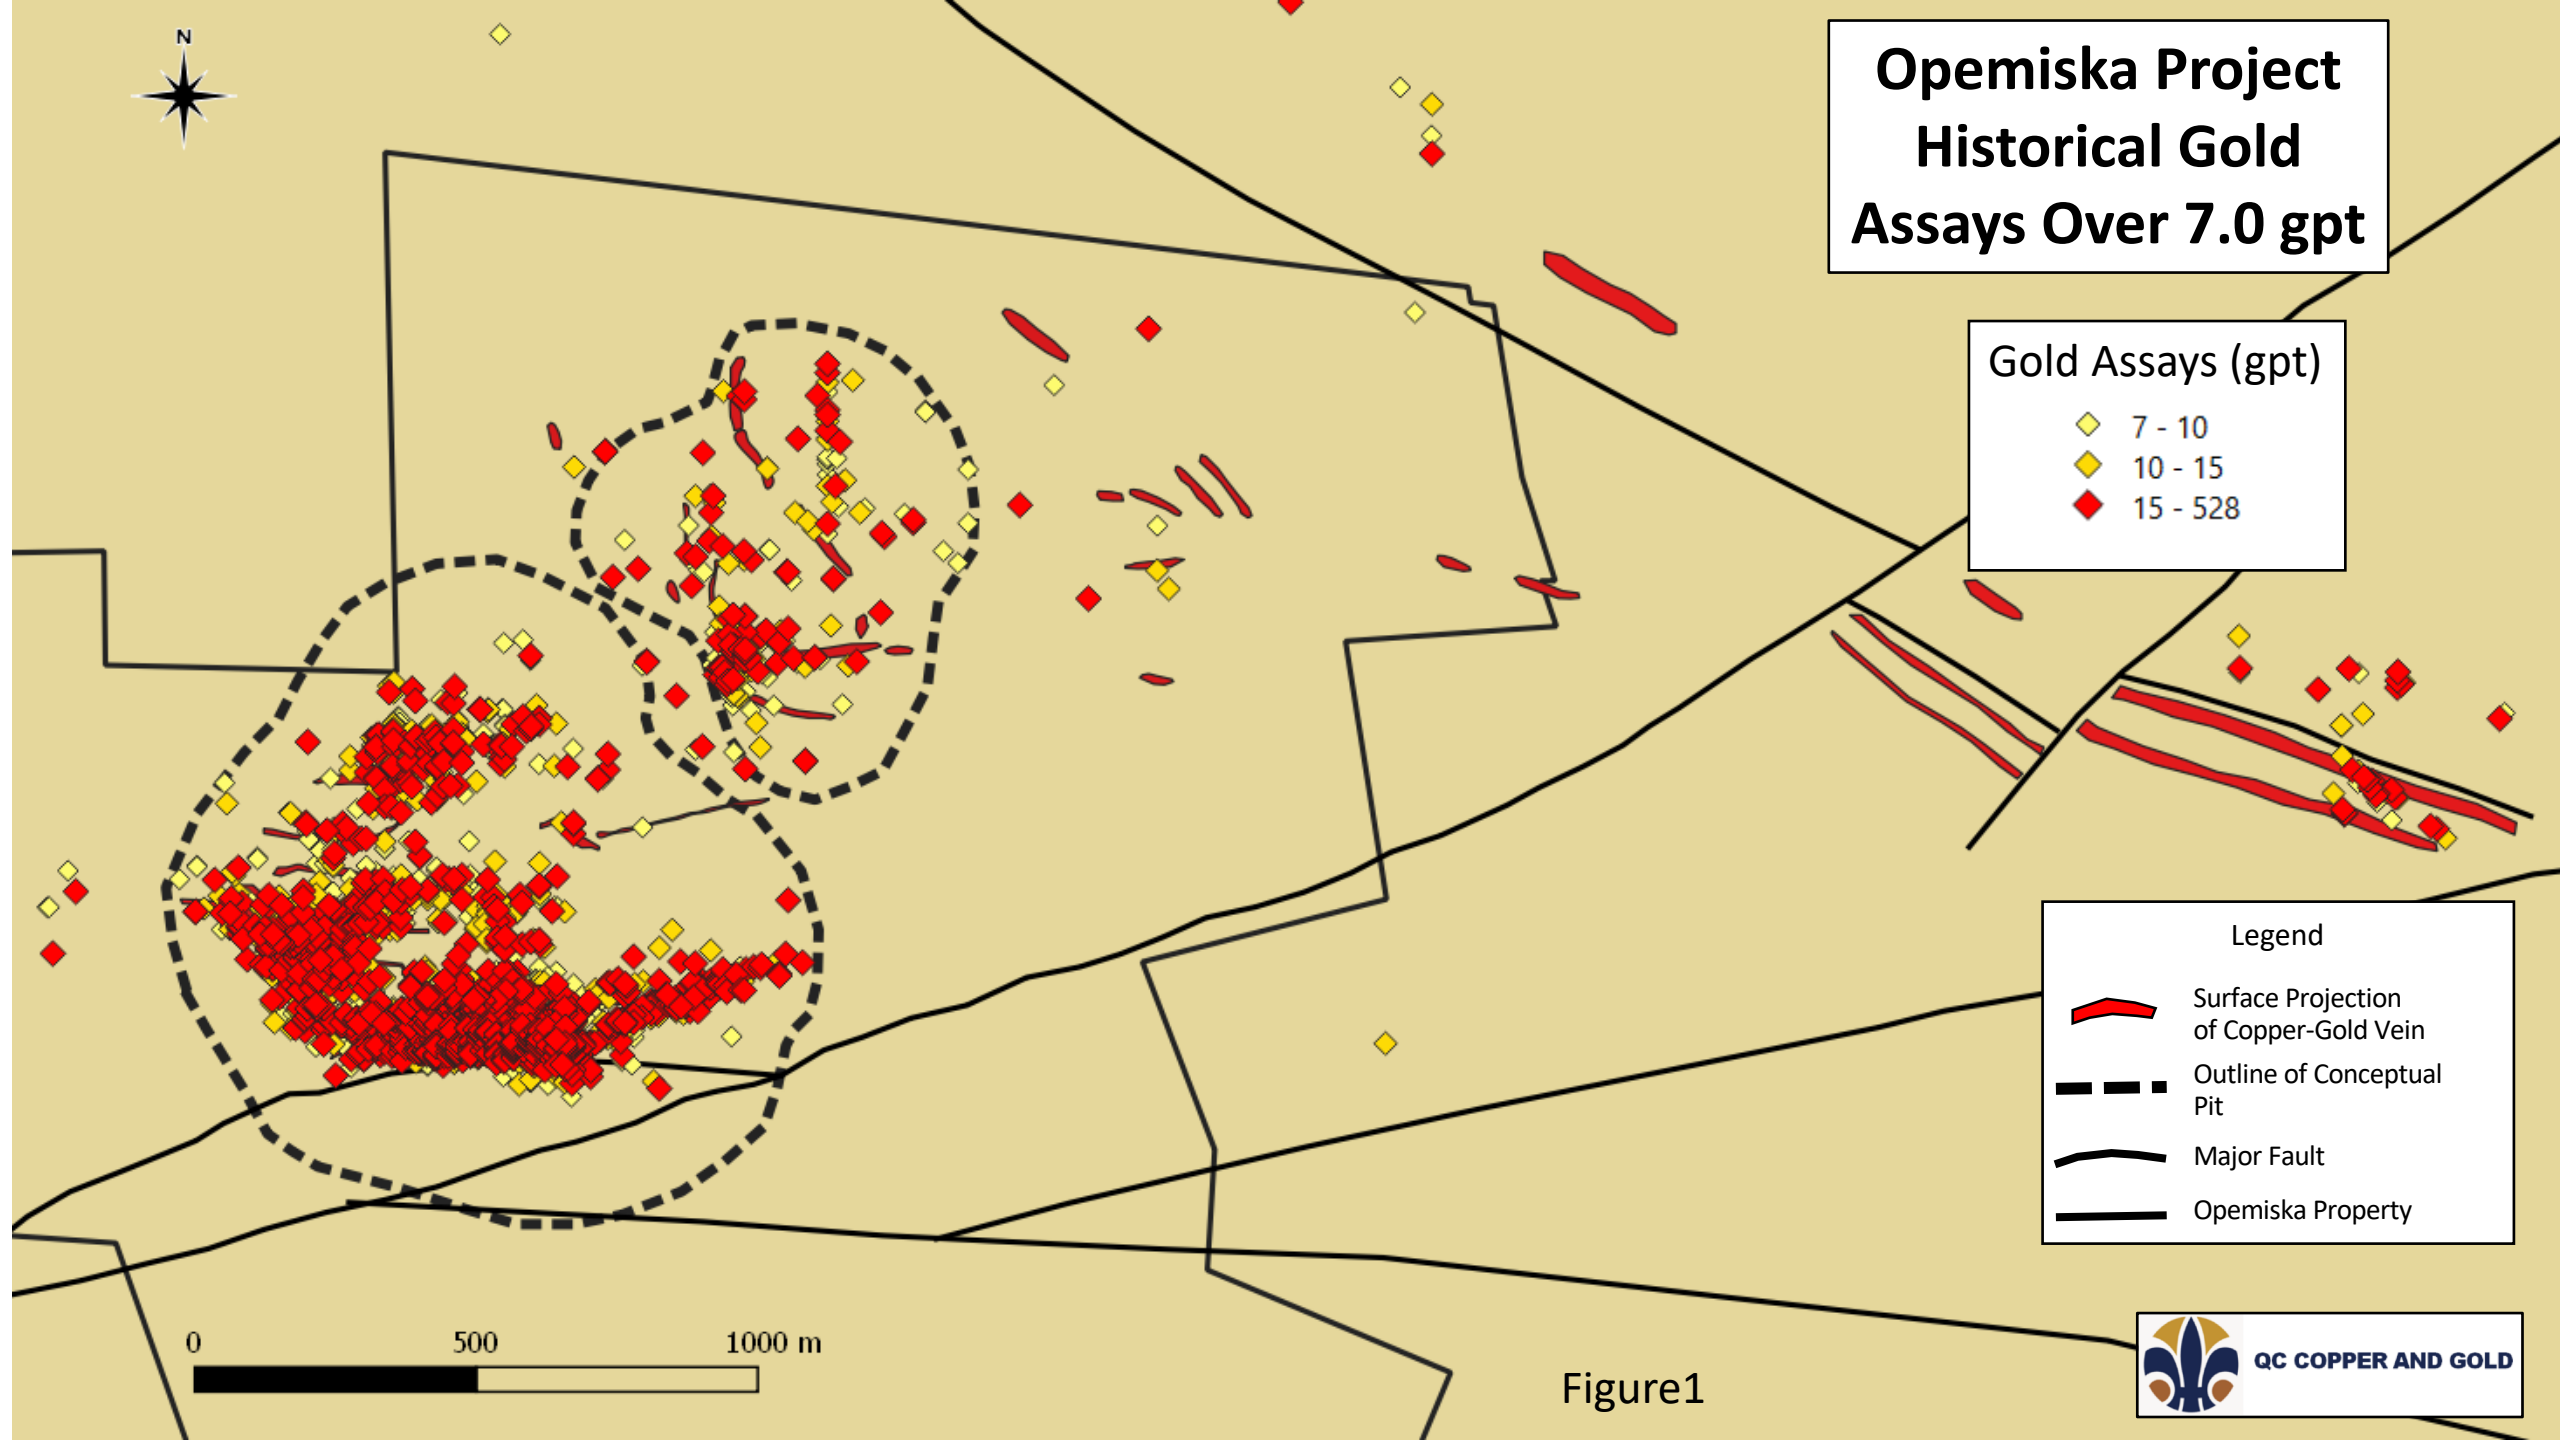 N
Opemiska Project
Historical Gold
Assays Over 7.0 gpt
Gold Assays (gpt)
7 - 10
10 - 15
15 - 528
Legend
Surface Projection
of Copper-Gold Vein
Outline of Conceptual
Pit
Major Fault
Opemiska Property
0 500 1000 m
Figure1
QC COPPER AND GOLD